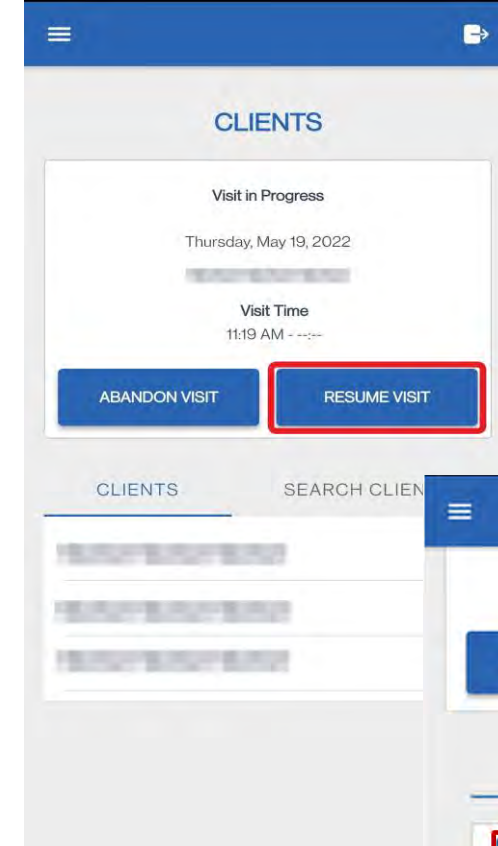 CLIENTS
Visit in Progress
Thursday, May 19, 2022
Visit Time
11:19 AM - --:--
ABANDON VISIT
RESUME VISIT
CLIENTS
SEARCH CLIEN